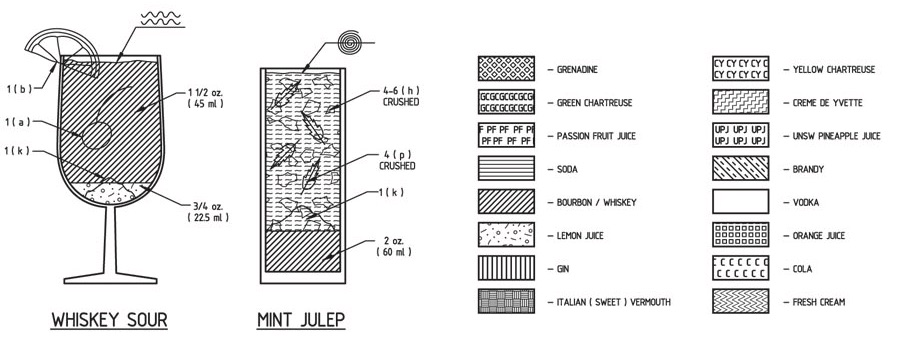 1 (b)
1 1/2 oz.
( 45 ml )
1 (a)
1 ( k )
3/4 oz.
( 22.5 ml )
WHISKEY SOUR
4-6 ( h )
CRUSHED
4 ( p )
CRUSHED
1 ( k )
2 oz.
( 60 ml )
MINT JULEP
– GRENADINE
GCGCGCGCGC
GCGCGCGCGC
– GREEN CHARTREUSE
F PF PF PF PF
PF PF PF PF
– PASSION FRUIT JUICE
– SODA
– BOURBON / WHISKEY
– LEMON JUICE
– GIN
– ITALIAN ( SWEET ) VERMOUTH
CY CY CY CY C
CY CY CY CY C
– YELLOW CHARTREUSE
– CREME DE YVETTE
UPJ UPJ UPJ
UPJ UPJ UPJ
– UNSW PINEAPPLE JUICE
– BRANDY
– VODKA
– ORANGE JUICE
C C C C C C
C C C C C C
– COLA
– FRESH CREAM